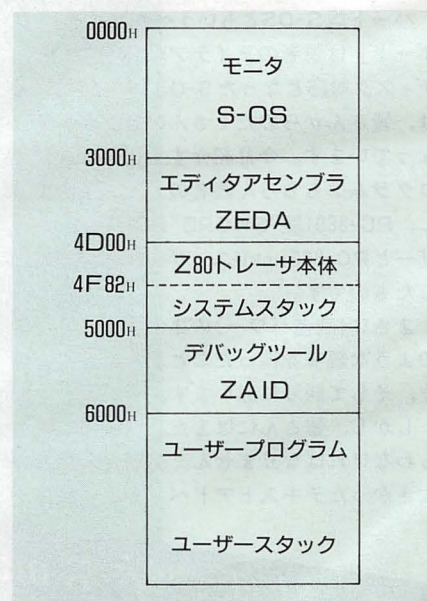 0000H
モニタ
S-OS
3000H
エディタアセンブラ
ZEDA
4D00H
Z80トレーサ本体
4F82H
システムスタック
5000H
デバッグツール
ZAID
6000H
ユーザープログラム
ユーザースタック